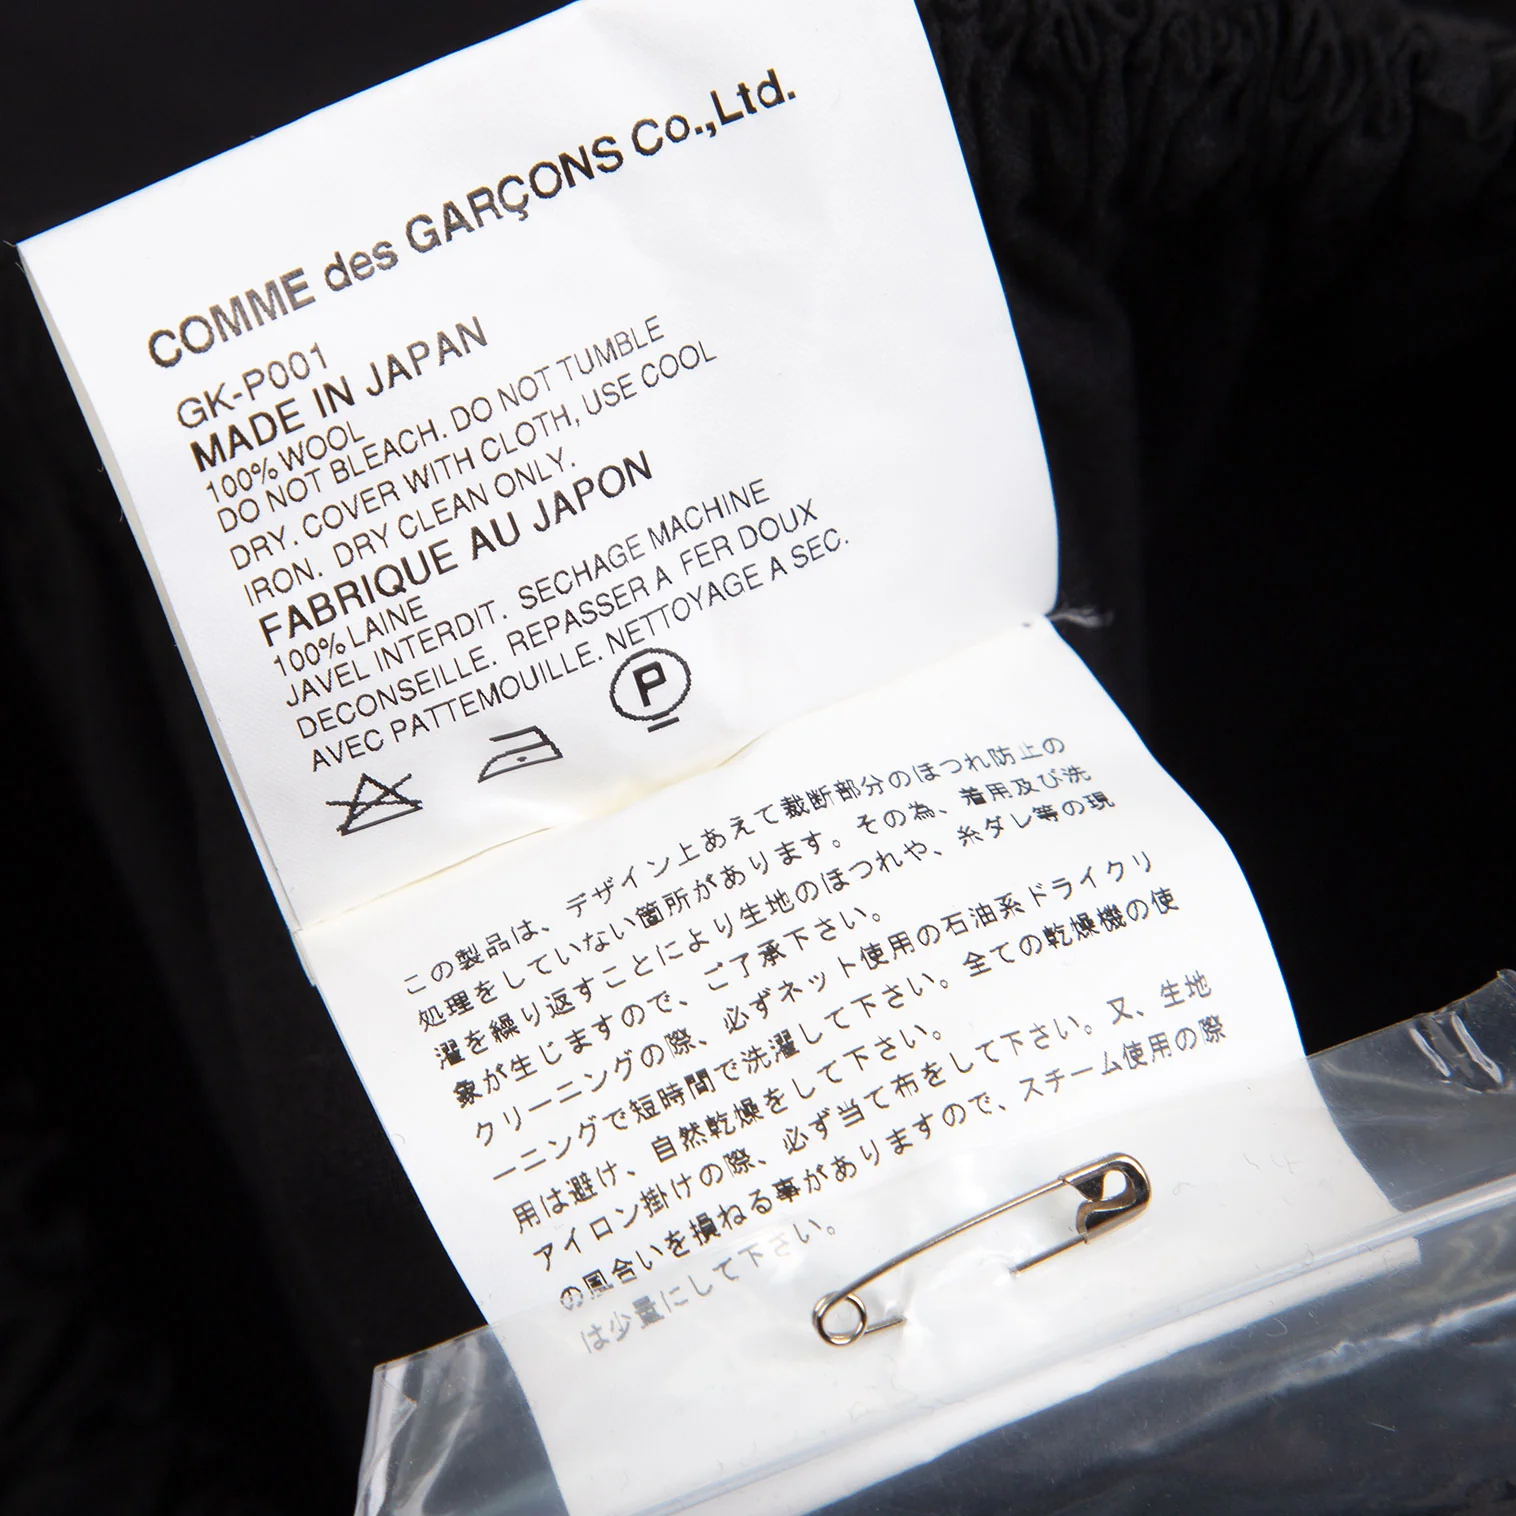 COMME des GARÇONS Co.,Ltd.
GK-P001
MADE IN JAPAN
100% WOOL
DO NOT BLEACH. DO NOT TUMBLE
DRY. COVER WITH CLOTH, USE COOL
IRON. DRY CLEAN ONLY.
FABRIQUE AU JAPON
100% LAINE
JAVEL INTERDIT. SECHAGE MACHINE
DECONSEILLE. REPASSER A FER DOUX
AVEC PATTEMOUILLE. NETTOYAGE A SEC.
P
この製品は、デザイン上あえて裁断部分のほつれ防止の
処理をしていない箇所があります。その為、着用及び洗
濯を繰り返すことにより生地のほつれや、糸ダレ等の現
象が生じますので、ご了承下さい。
クリーニングの際、必ずネット使用の石油系ドライクリ
ーニングで短時間で洗濯して下さい。全ての乾燥機の使
用は避け、自然乾燥をして下さい。
アイロン掛けの際、必ず当て布をして下さい。又、生地
の風合いを損ねる事がありますので、スチーム使用の際
は少量にして下さい。